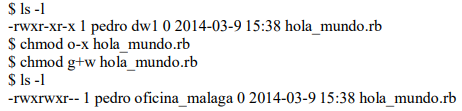 $ ls -l
-rwxr-xr-x 1 pedro dw1 0 2014-03-9 15:38 hola_mundo.rb
$ chmod o-x hola_mundo.rb
$ chmod g+w hola_mundo.rb
$ ls -l
-rwxrwxr-- 1 pedro oficina_malaga 0 2014-03-9 15:38 hola_mundo.rb